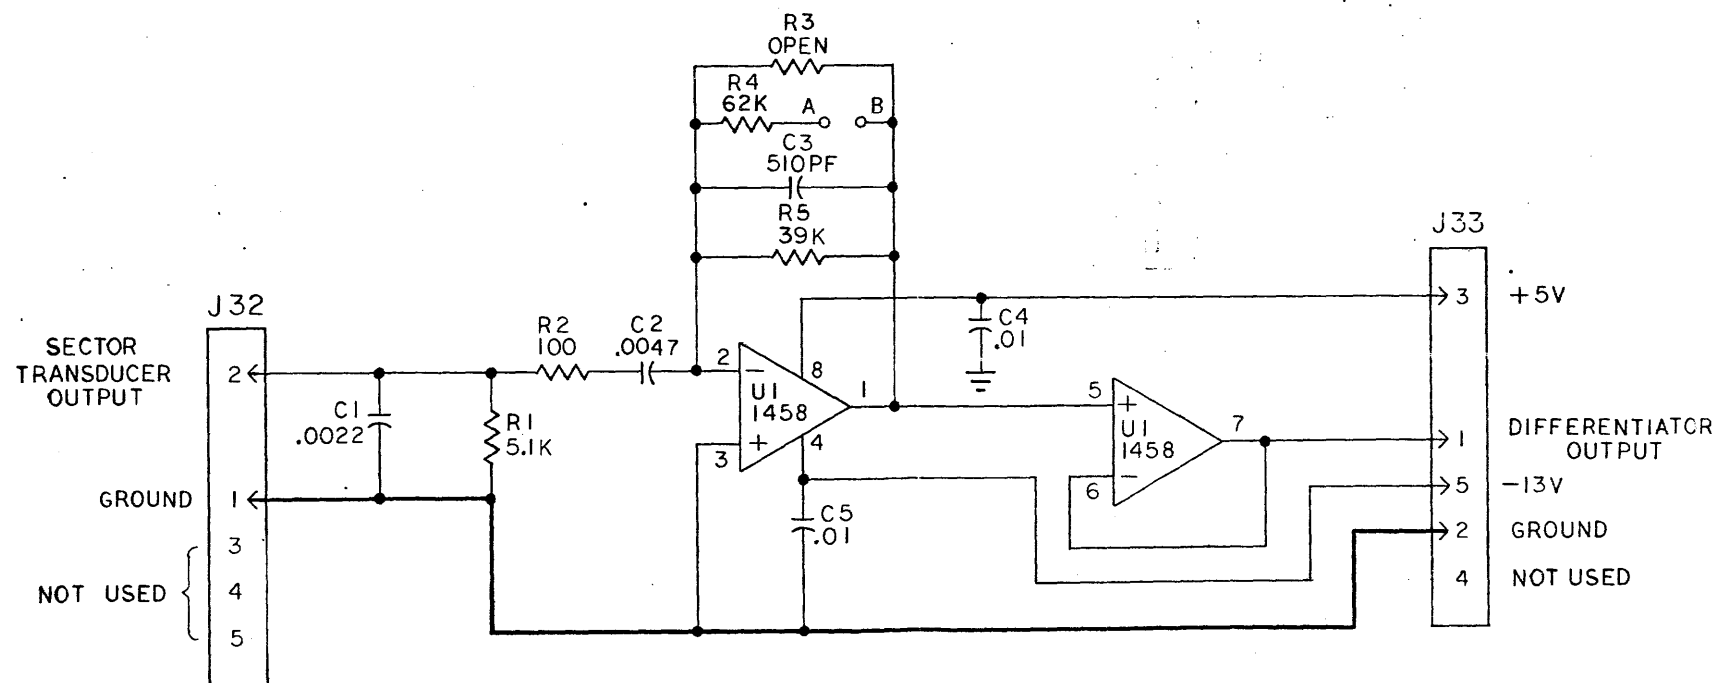 R3
OPEN
R4
62K
A
B
C3
510PF
R5
39K
J33
3
+5V
J32
SECTOR
TRANSDUCER
OUTPUT
2
R2
100
C2
.0047
2
−
8
U1
1458
1
+
3
4
C4
.01
C1
.0022
R1
5.1K
5
+
U1
1458
7
−
6
1
DIFFERENTIATOR
OUTPUT
5
−13V
2
GROUND
4
NOT USED
GROUND
1
C5
.01
3
NOT USED
4
5